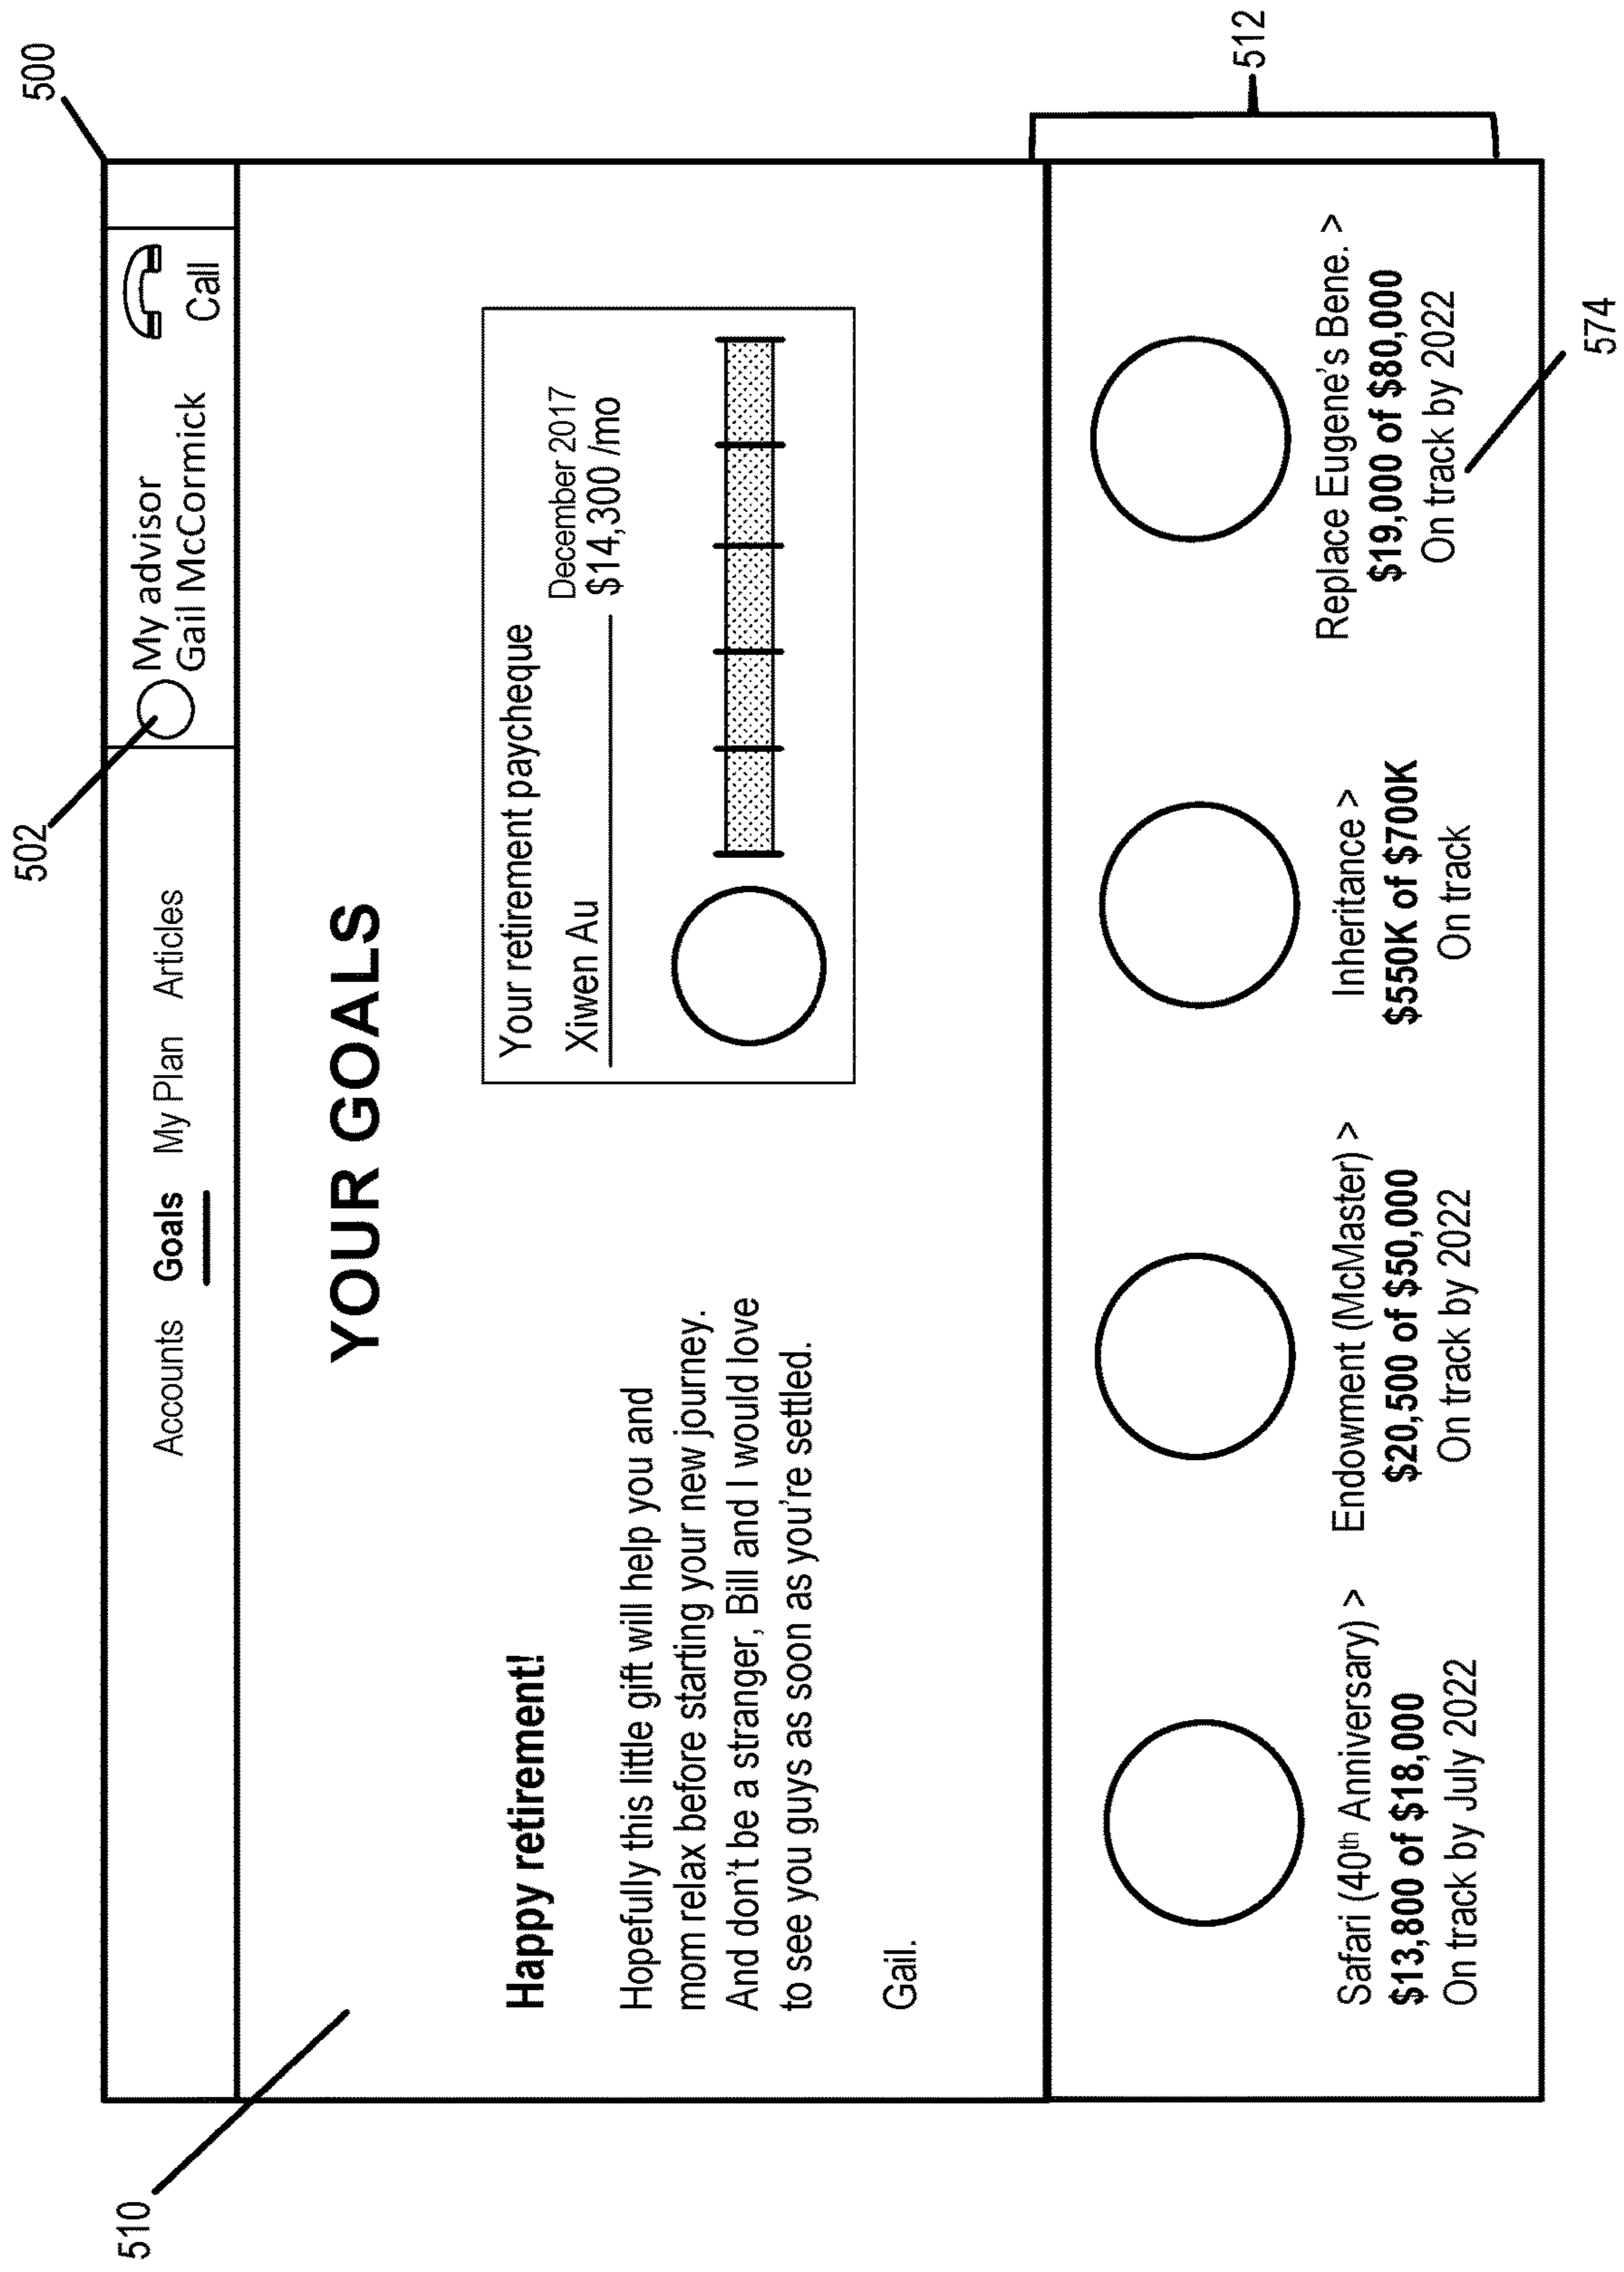 500
502
Accounts Goals My Plan Articles
My advisor
Gail McCormick
Call
510
YOUR GOALS
Happy retirement!
Hopefully this little gift will help you and
mom relax before starting your new journey.
And don't be a stranger, Bill and I would love
to see you guys as soon as you're settled.
Gail.
Your retirement paycheque
December 2017
Xiwen Au
$14,300 /mo
512
Safari (40th Anniversary) >
$13,800 of $18,000
On track by July 2022
Endowment (McMaster) >
$20,500 of $50,000
On track by 2022
Inheritance >
$550K of $700K
On track
Replace Eugene's Bene. >
$19,000 of $80,000
On track by 2022
574